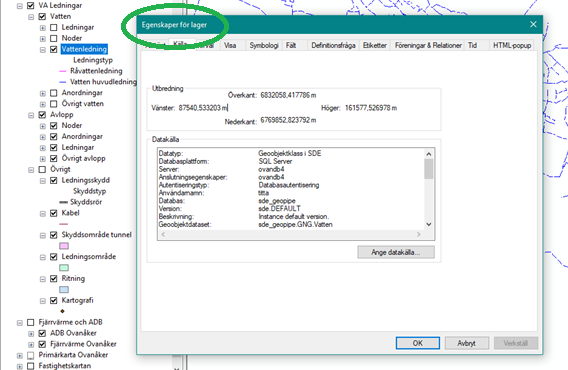 VA Ledningar
Vatten
Ledningar
Noder
Vattenledning
Ledningstyp
Råvattenledning
Vatten huvudledning
Anordningar
Övrigt vatten
Avlopp
Noder
Anordningar
Ledningar
Övrigt avlopp
Övrigt
Ledningsskydd
Skyddstyp
Skyddsrör
Kabel
Skyddsområde tunnel
Ledningsområde
Ritning
Kartografi
Fjärrvärme och ADB
ADB Ovanåker
Fjärrvärme Ovanåker
Primärkarta Ovanåker
Fastighetskartan
Egenskaper för lager
Källa Visa Symbologi Fält Definitionsfråga Etiketter Föreningar & Relationer Tid HTML-popup
Utbredning
Överkant: 6832058,417786 m
Vänster: 87540,533203 m Höger: 161577,526978 m
Nederkant: 6769852,823792 m
Datakälla
Datatyp: Geoobjektklass i SDE
Databasplattform: SQL Server
Server: ovandb4
Anslutningsegenskaper: ovandb4
Autentiseringstyp: Databasautentisering
Användarnamn: titta
Databas: sde_geopipe
Version: sde.DEFAULT
Beskrivning: Instance default version.
Geoobjektdataset: sde_geopipe.GNG.Vatten
Ange datakälla...
OK Avbryt Verkställ